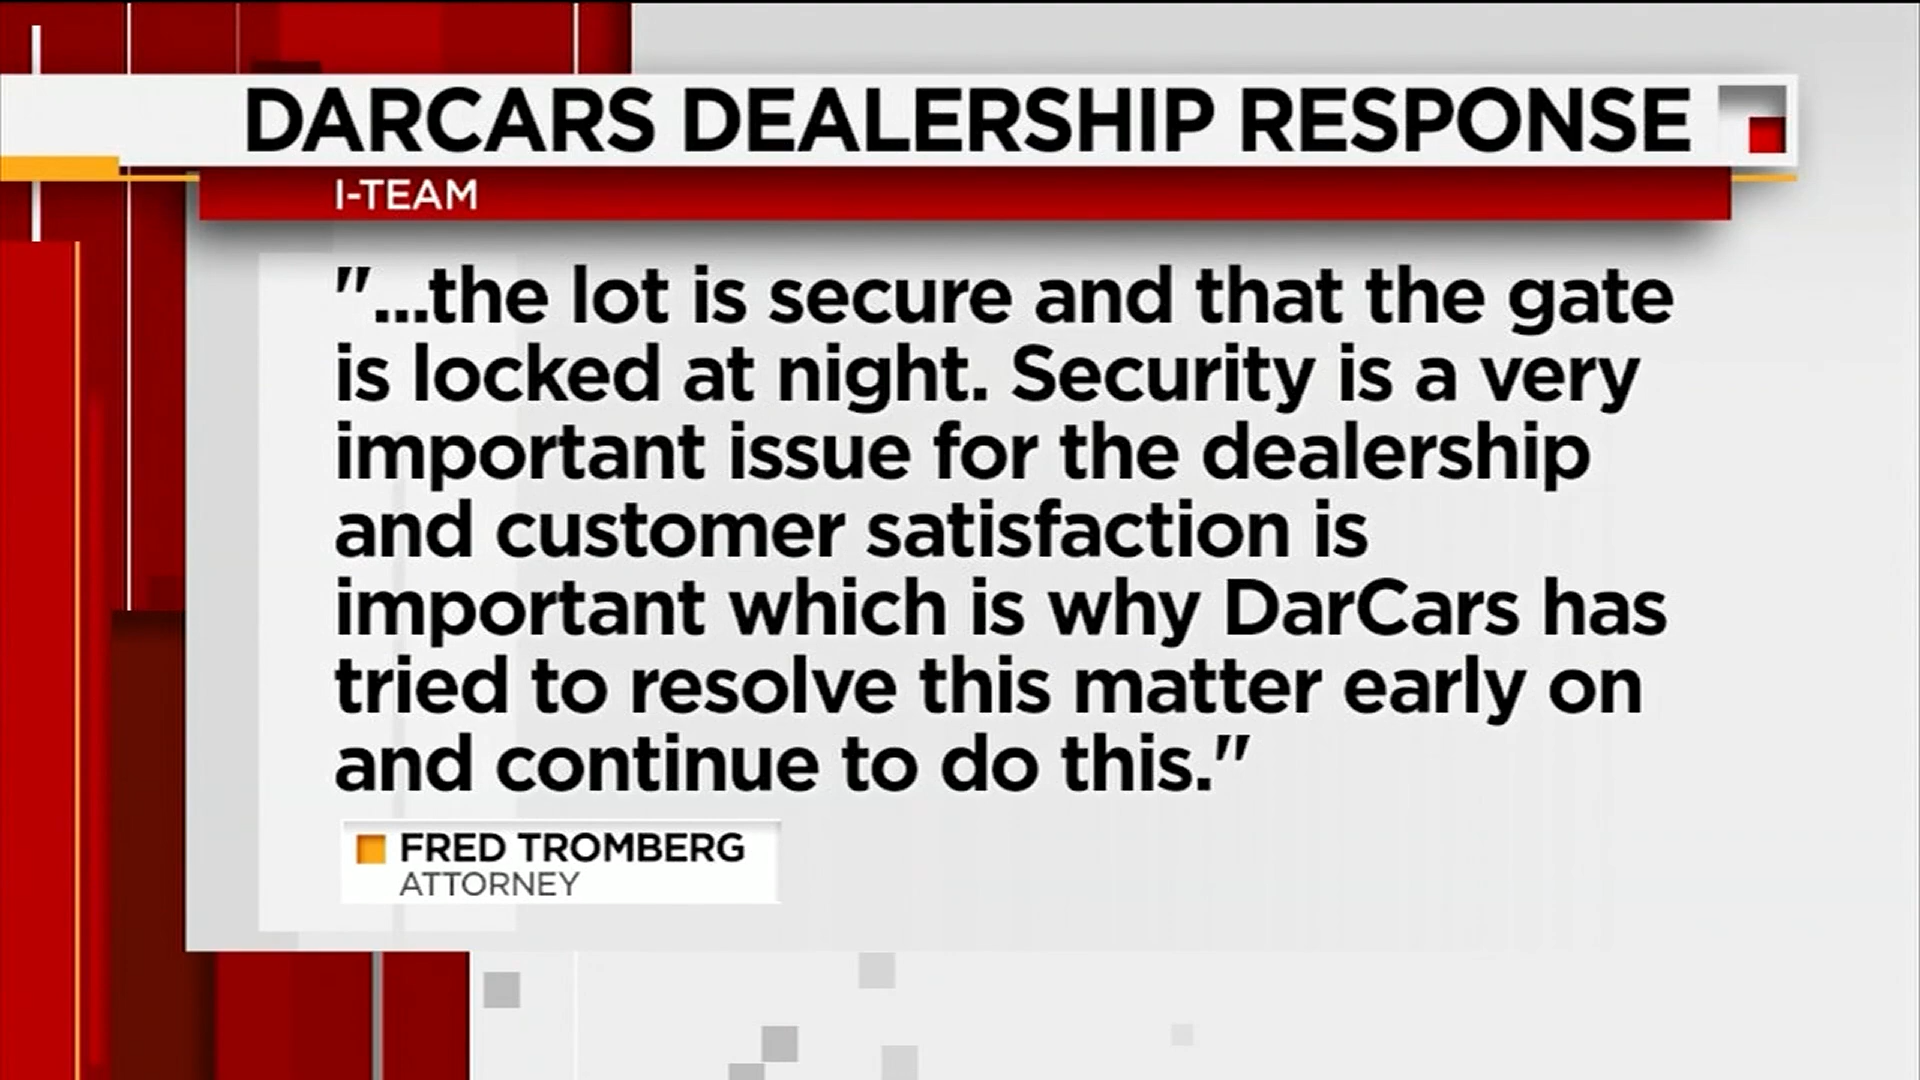 DARCARS DEALERSHIP RESPONSE
I-TEAM
"...the lot is secure and that the gate
is locked at night. Security is a very
important issue for the dealership
and customer satisfaction is
important which is why DarCars has
tried to resolve this matter early on
and continue to do this."
FRED TROMBERG
ATTORNEY